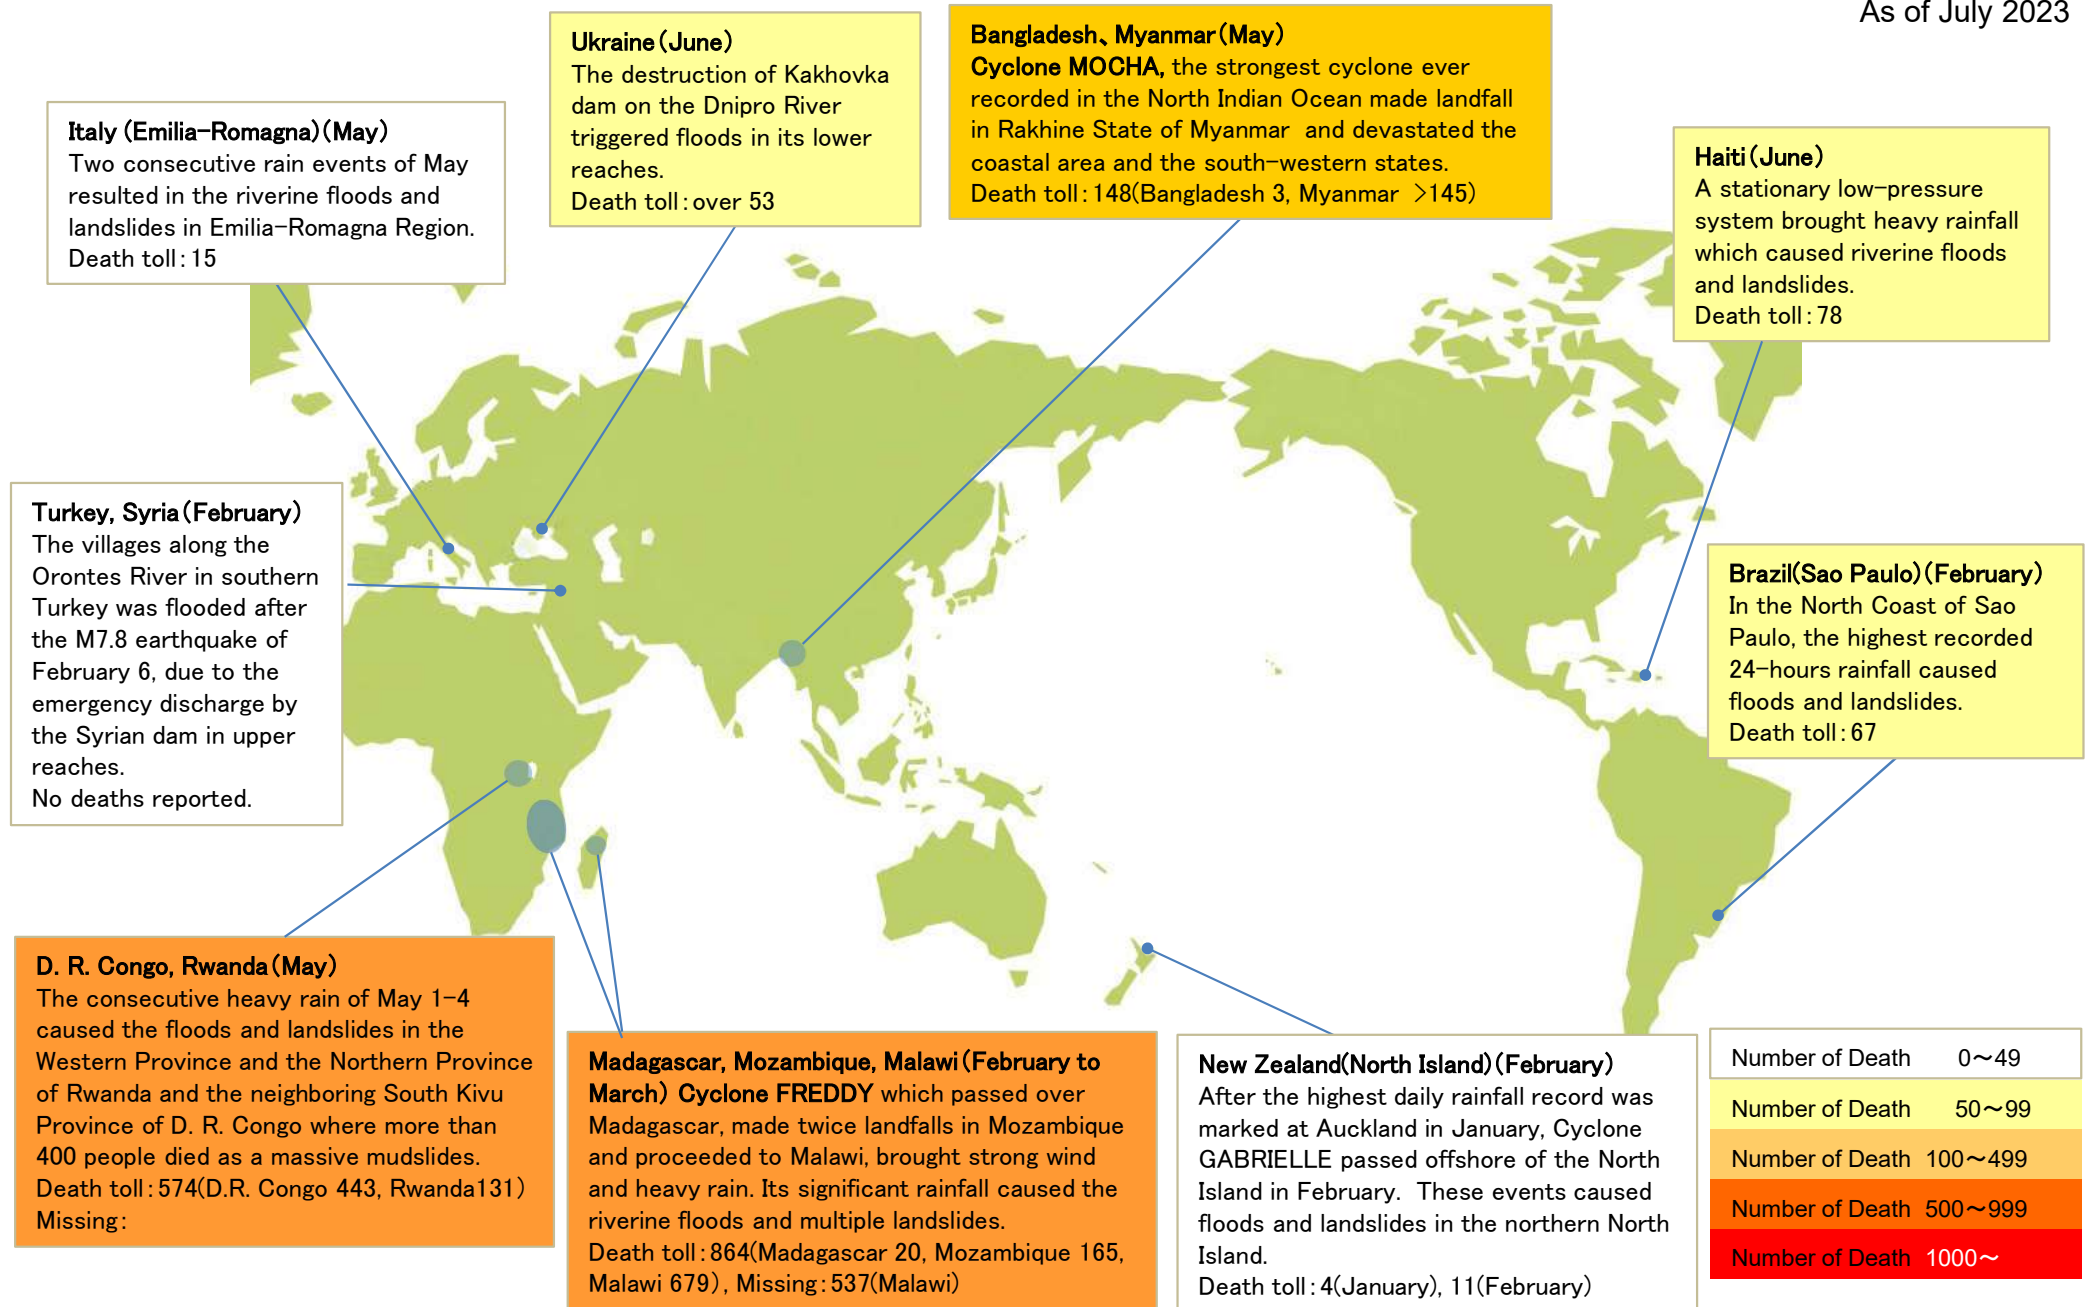 As of July 2023
Ukraine(June)
The destruction of Kakhovka
dam on the Dnipro River
triggered floods in its lower
reaches.
Death toll:over 53
Bangladesh、Myanmar(May)
Cyclone MOCHA, the strongest cyclone ever
recorded in the North Indian Ocean made landfall
in Rakhine State of Myanmar and devastated the
coastal area and the south-western states.
Death toll:148(Bangladesh 3, Myanmar >145)
Italy (Emilia-Romagna)(May)
Two consecutive rain events of May
resulted in the riverine floods and
landslides in Emilia-Romagna Region.
Death toll:15
Haiti(June)
A stationary low-pressure
system brought heavy rainfall
which caused riverine floods
and landslides.
Death toll:78
Turkey, Syria(February)
The villages along the
Orontes River in southern
Turkey was flooded after
the M7.8 earthquake of
February 6, due to the
emergency discharge by
the Syrian dam in upper
reaches.
No deaths reported.
Brazil(Sao Paulo)(February)
In the North Coast of Sao
Paulo, the highest recorded
24-hours rainfall caused
floods and landslides.
Death toll:67
D. R. Congo, Rwanda(May)
The consecutive heavy rain of May 1-4
caused the floods and landslides in the
Western Province and the Northern Province
of Rwanda and the neighboring South Kivu
Province of D. R. Congo where more than
400 people died as a massive mudslides.
Death toll:574(D.R. Congo 443, Rwanda131)
Missing:
Madagascar, Mozambique, Malawi(February to
March) Cyclone FREDDY which passed over
Madagascar, made twice landfalls in Mozambique
and proceeded to Malawi, brought strong wind
and heavy rain. Its significant rainfall caused the
riverine floods and multiple landslides.
Death toll:864(Madagascar 20, Mozambique 165,
Malawi 679), Missing:537(Malawi)
New Zealand(North Island)(February)
After the highest daily rainfall record was
marked at Auckland in January, Cyclone
GABRIELLE passed offshore of the North
Island in February. These events caused
floods and landslides in the northern North
Island.
Death toll:4(January), 11(February)
Number of Death 0～49
Number of Death 50～99
Number of Death 100～499
Number of Death 500～999
Number of Death 1000～